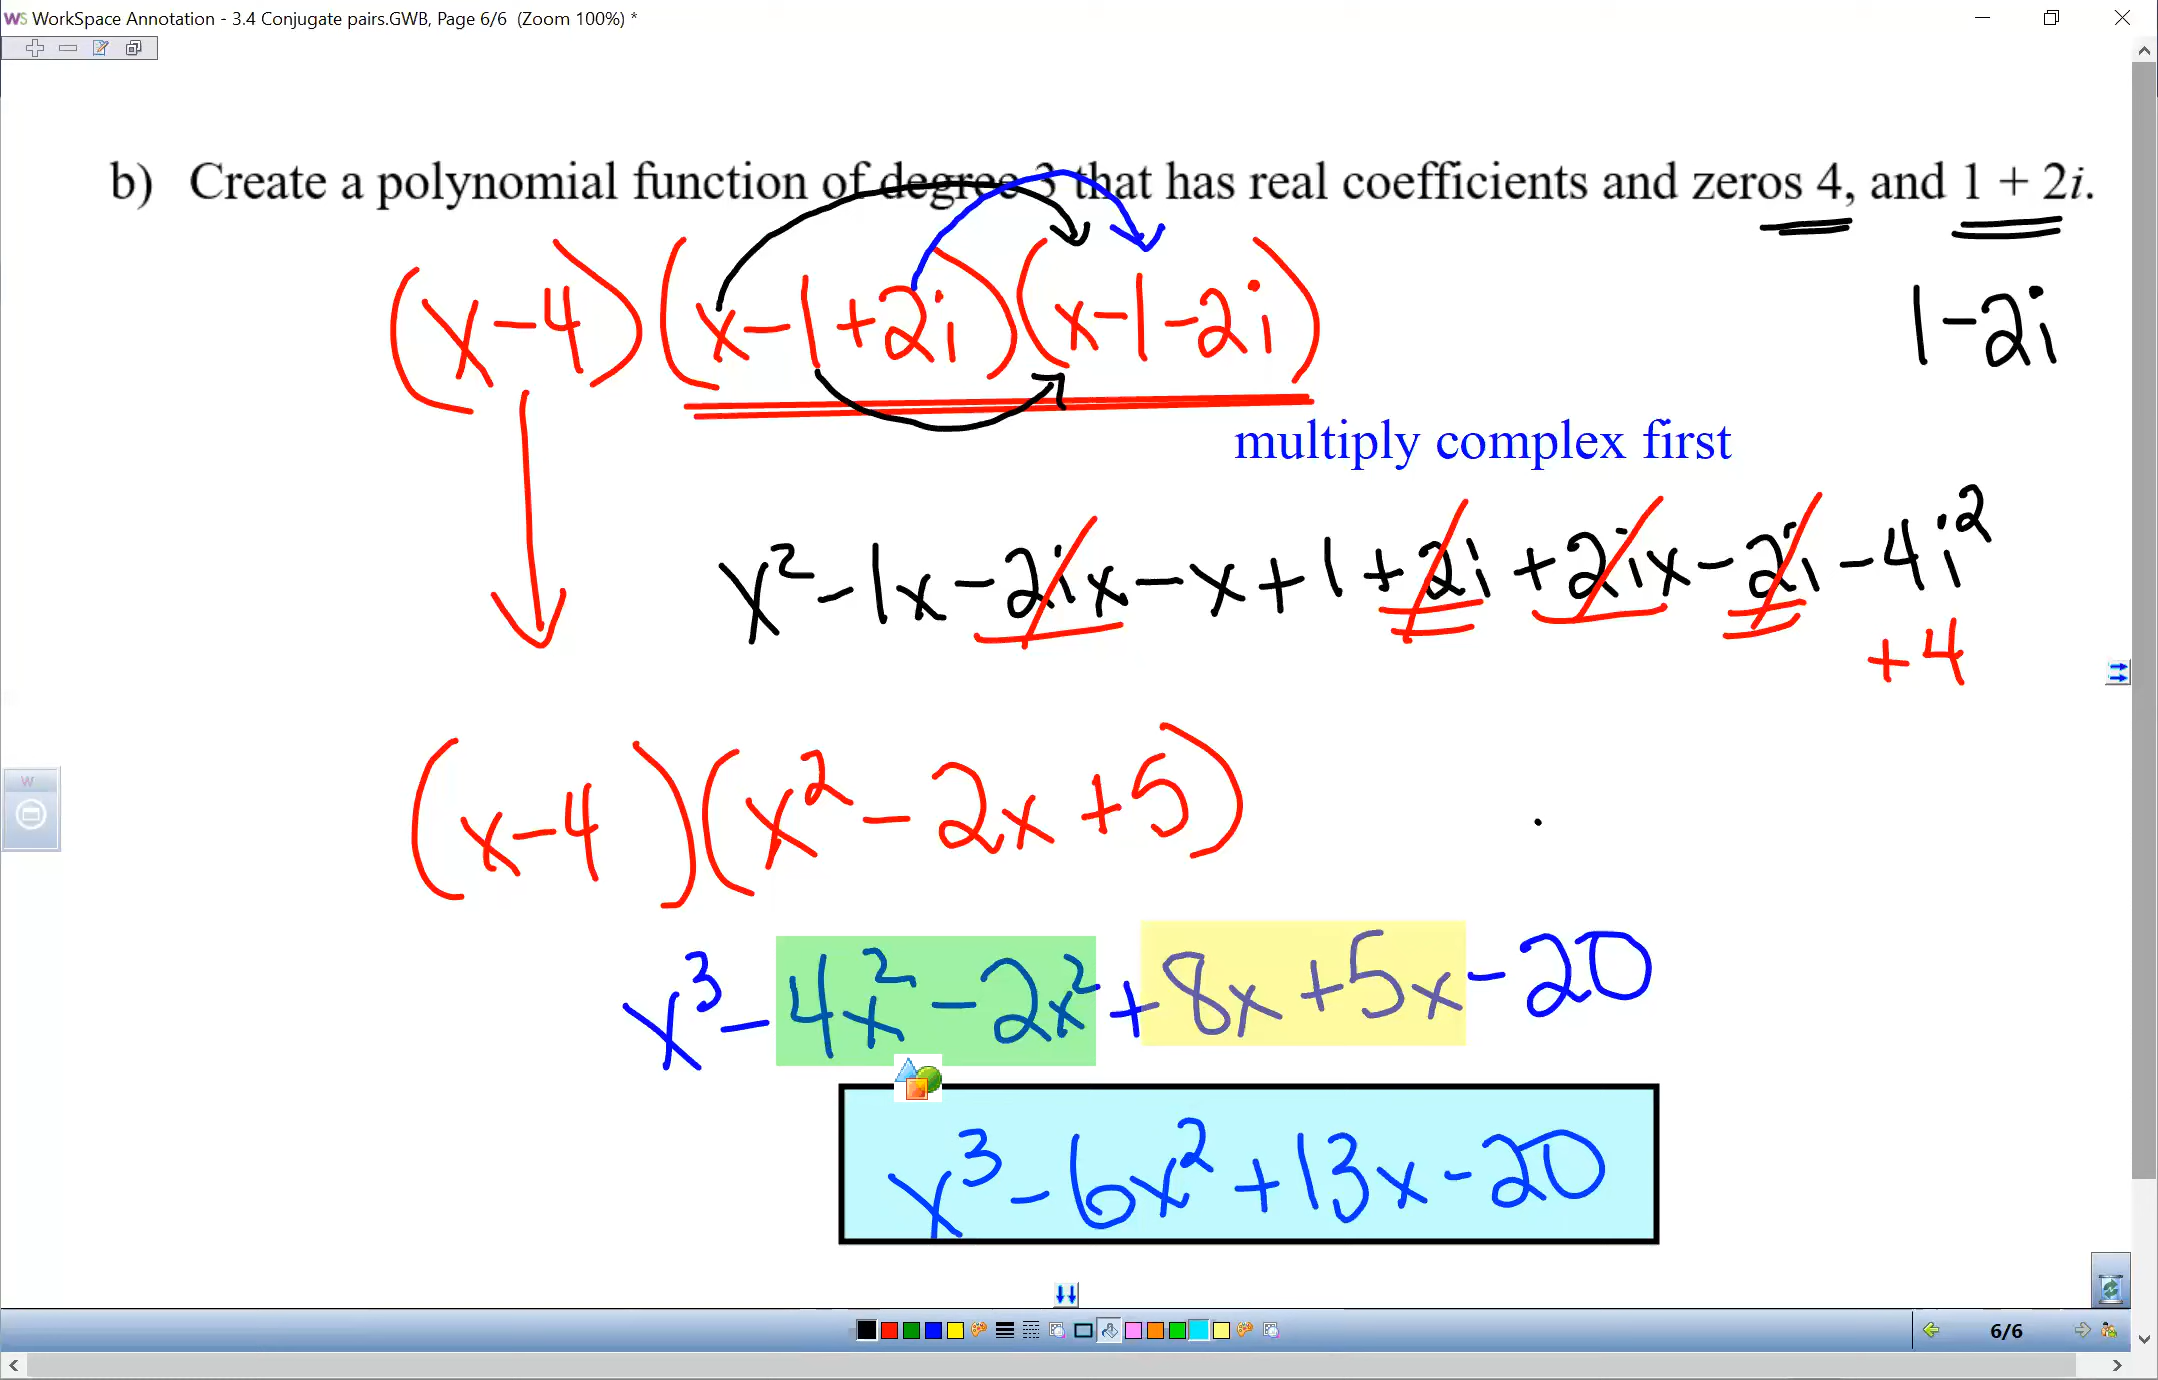 WS WorkSpace Annotation - 3.4 Conjugate pairs.GWB, Page 6/6 (Zoom 100%) *
b) Create a polynomial function of degree 3 that has real coefficients and zeros 4, and 1 + 2i.
(x-4)(x-1+2i)(x-1-2i)
1-2i
multiply complex first
x²-1x-2ix-x+1+2i+2ix-2i-4i²
+4
W
(x-4)(x²-2x+5)
x³-4x²-2x²+8x+5x-20
x³-6x²+13x-20
6/6